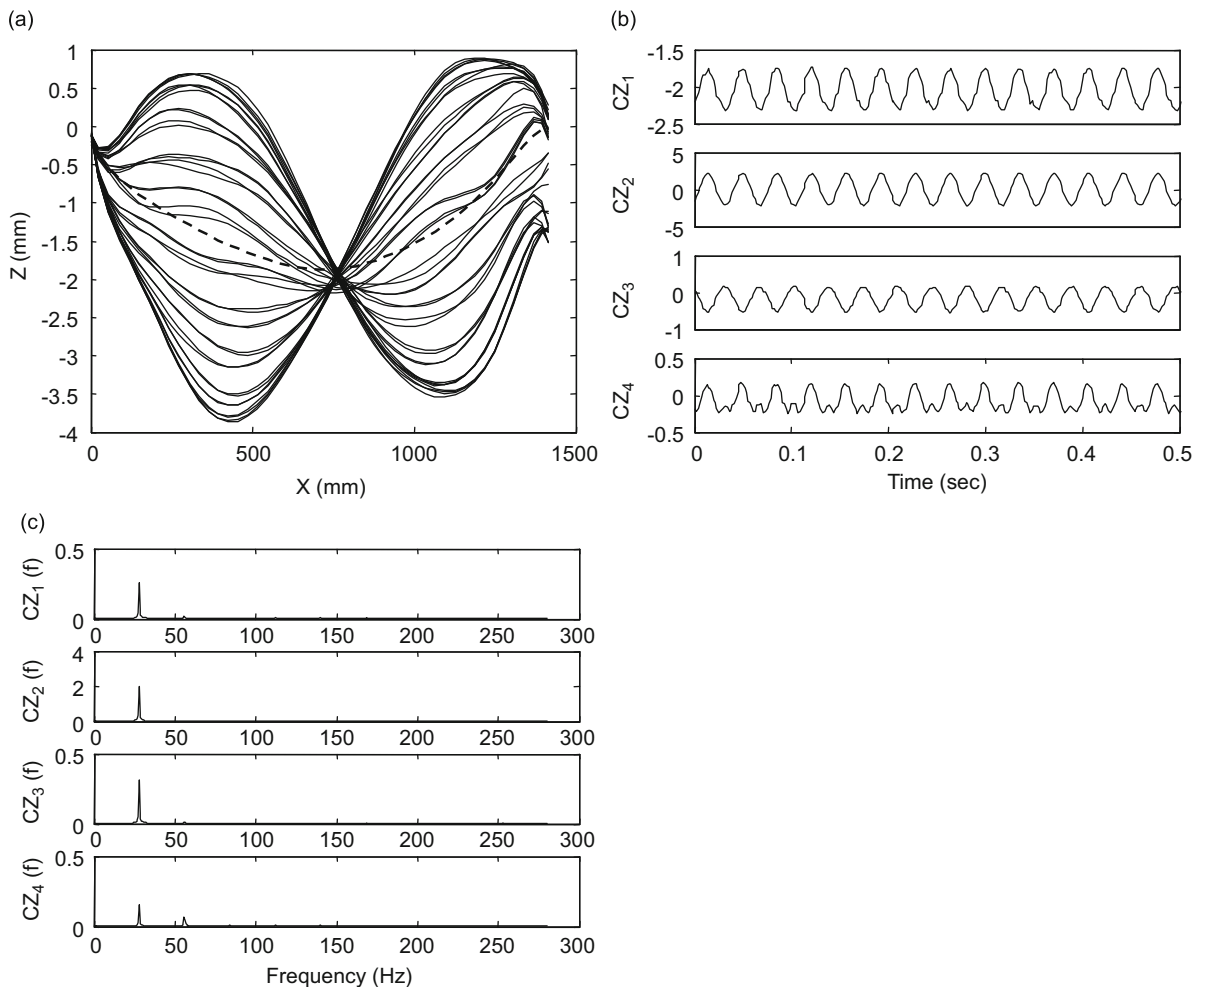 (a)
1
0.5
0
-0.5
-1
-1.5
-2
-2.5
-3
-3.5
-4
Z (mm)
0 500 1000 1500
X (mm)
(b)
-1.5
-2
-2.5
CZ1
5
0
-5
CZ2
1
0
-1
CZ3
0.5
0
-0.5
CZ4
0 0.1 0.2 0.3 0.4 0.5
Time (sec)
(c)
0.5
0
CZ1 (f)
0 50 100 150 200 250 300
4
2
0
CZ2 (f)
0 50 100 150 200 250 300
0.5
0
CZ3 (f)
0 50 100 150 200 250 300
0.5
0
CZ4 (f)
0 50 100 150 200 250 300
Frequency (Hz)